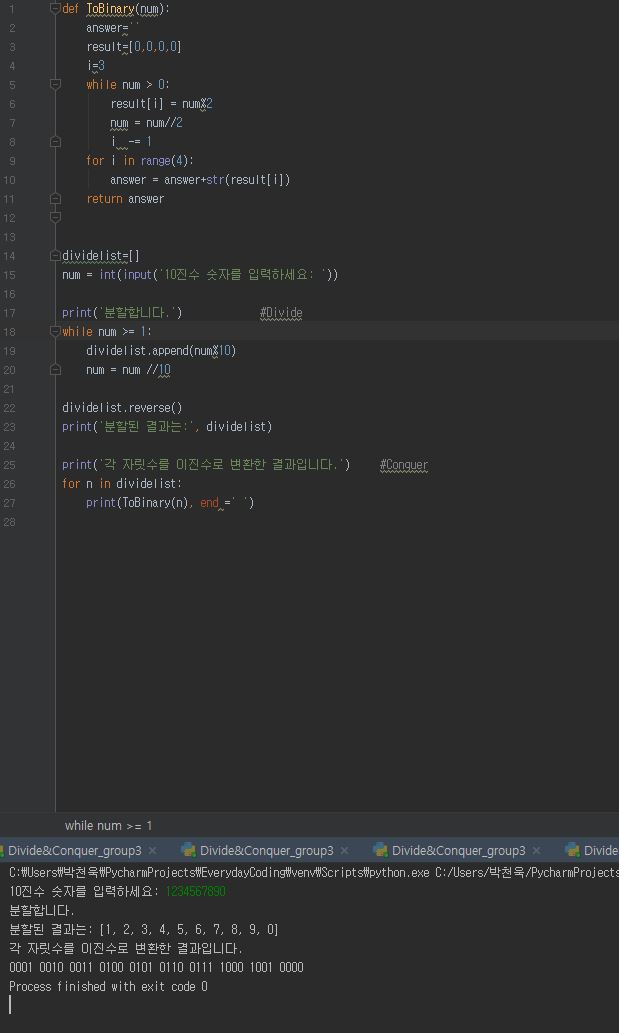 1 def ToBinary(num):
2 answer=''
3 result=[0,0,0,0]
4 i=3
5 while num > 0:
6 result[i] = num%2
7 num = num//2
8 i -= 1
9 for i in range(4):
10 answer = answer+str(result[i])
11 return answer
12
13
14 dividelist=[]
15 num = int(input('10진수 숫자를 입력하세요: '))
16
17 print('분할합니다.') #Divide
18 while num >= 1:
19 dividelist.append(num%10)
20 num = num //10
21
22 dividelist.reverse()
23 print('분할된 결과는:', dividelist)
24
25 print('각 자릿수를 이진수로 변환한 결과입니다.') #Conquer
26 for n in dividelist:
27 print(ToBinary(n), end =' ')
28
while num >= 1
Divide&Conquer_group3 × Divide&Conquer_group3 × Divide&Conquer_group3 × Divide
C:₩Users₩박천욱₩PycharmProjects₩EverydayCoding₩venv₩Scripts₩python.exe C:/Users/박천욱/PycharmProjects
10진수 숫자를 입력하세요: 1234567890
분할합니다.
분할된 결과는: [1, 2, 3, 4, 5, 6, 7, 8, 9, 0]
각 자릿수를 이진수로 변환한 결과입니다.
0001 0010 0011 0100 0101 0110 0111 1000 1001 0000
Process finished with exit code 0